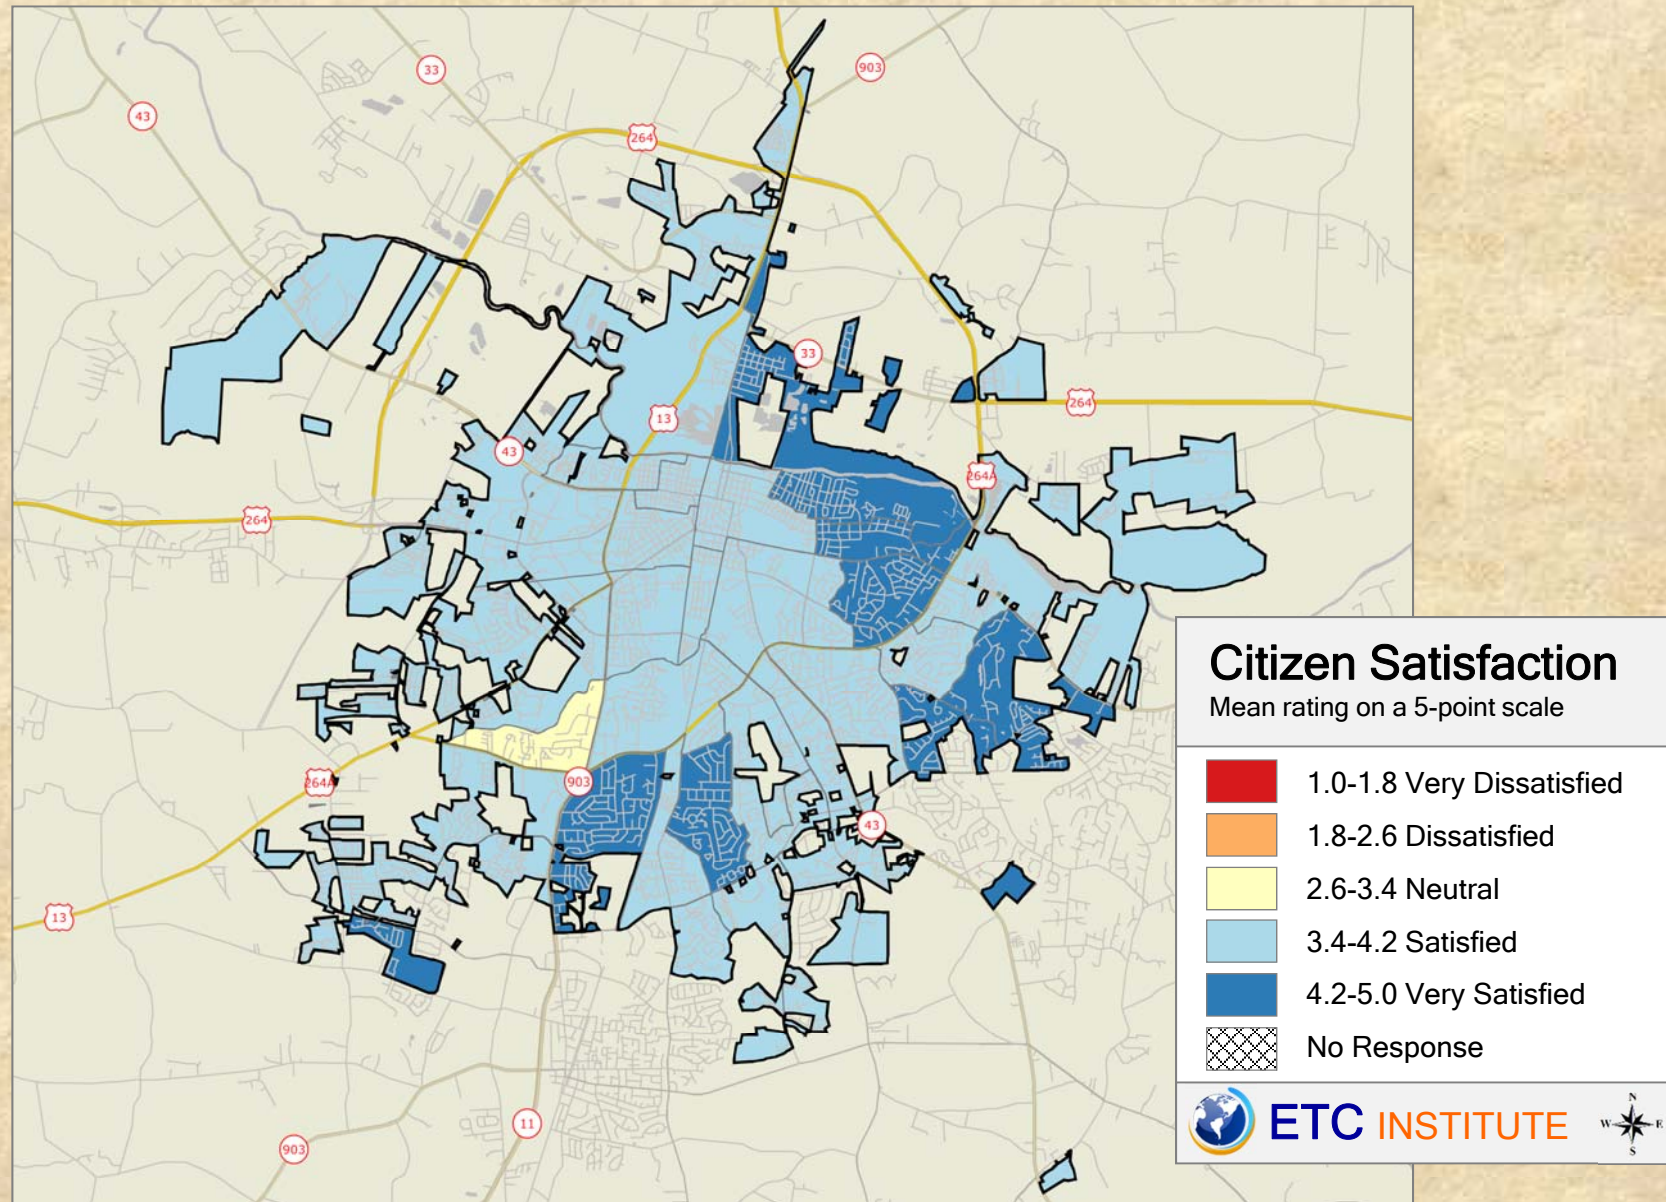 33
903
43
264
33
264
13
43
264A
264
903
264A
43
13
11
903
Citizen Satisfaction
Mean rating on a 5-point scale
1.0-1.8 Very Dissatisfied
1.8-2.6 Dissatisfied
2.6-3.4 Neutral
3.4-4.2 Satisfied
4.2-5.0 Very Satisfied
No Response
ETC INSTITUTE
N
W E
S